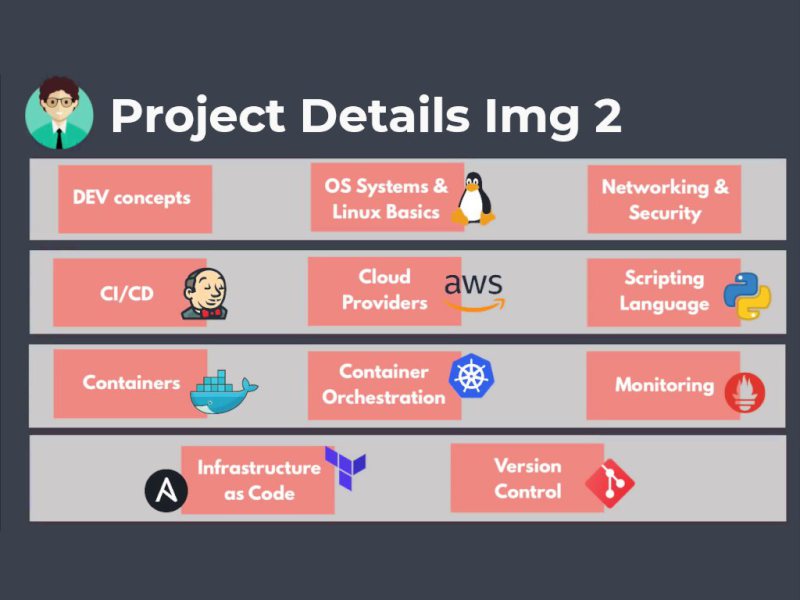 Project Details Img 2
DEV concepts
OS Systems &
Linux Basics
Networking &
Security
CI/CD
Cloud
Providers
aws
Scripting
Language
Containers
Container
Orchestration
Monitoring
Infrastructure
as Code
Version
Control